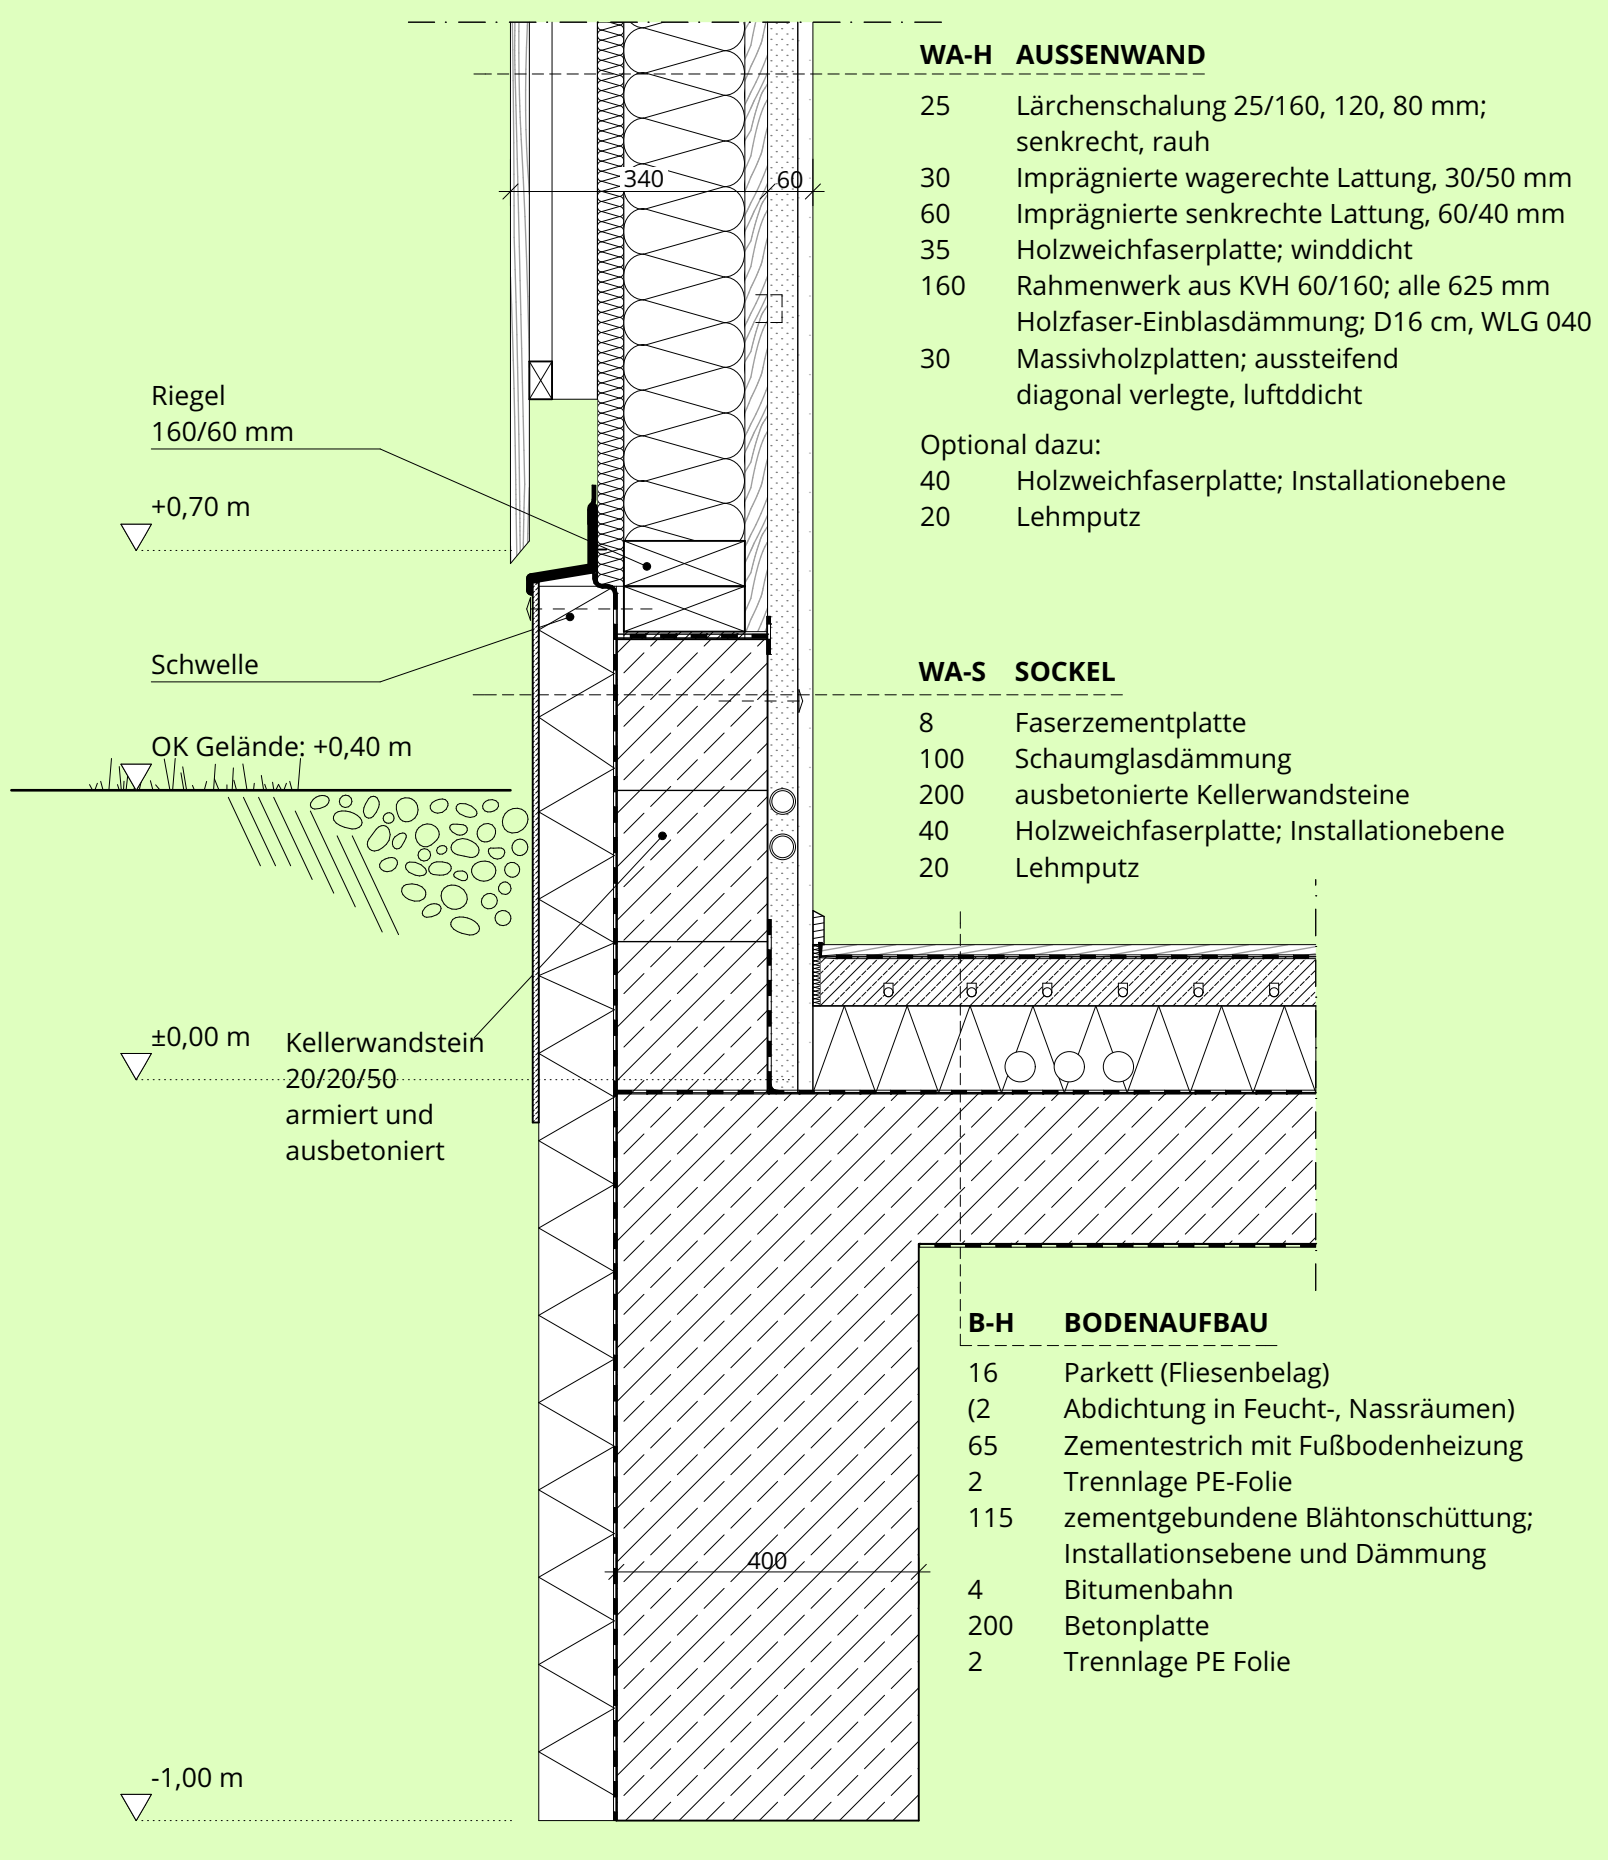 WA-H AUSSENWAND
25 Lärchenschalung 25/160, 120, 80 mm;
senkrecht, rauh
30 Imprägnierte wagerechte Lattung, 30/50 mm
60 Imprägnierte senkrechte Lattung, 60/40 mm
35 Holzweichfaserplatte; winddicht
160 Rahmenwerk aus KVH 60/160; alle 625 mm
Holzfaser-Einblasdämmung; D16 cm, WLG 040
30 Massivholzplatten; aussteifend
diagonal verlegte, luftddicht
Optional dazu:
40 Holzweichfaserplatte; Installationebene
20 Lehmputz
340
60
Riegel
160/60 mm
+0,70 m
Schwelle
OK Gelände: +0,40 m
WA-S SOCKEL
8 Faserzementplatte
100 Schaumglasdämmung
200 ausbetonierte Kellerwandsteine
40 Holzweichfaserplatte; Installationebene
20 Lehmputz
±0,00 m
Kellerwandstein
20/20/50
armiert und
ausbetoniert
B-H BODENAUFBAU
16 Parkett (Fliesenbelag)
(2 Abdichtung in Feucht-, Nassräumen)
65 Zementestrich mit Fußbodenheizung
2 Trennlage PE-Folie
115 zementgebundene Blähtonschüttung;
Installationsebene und Dämmung
4 Bitumenbahn
200 Betonplatte
2 Trennlage PE Folie
400
-1,00 m